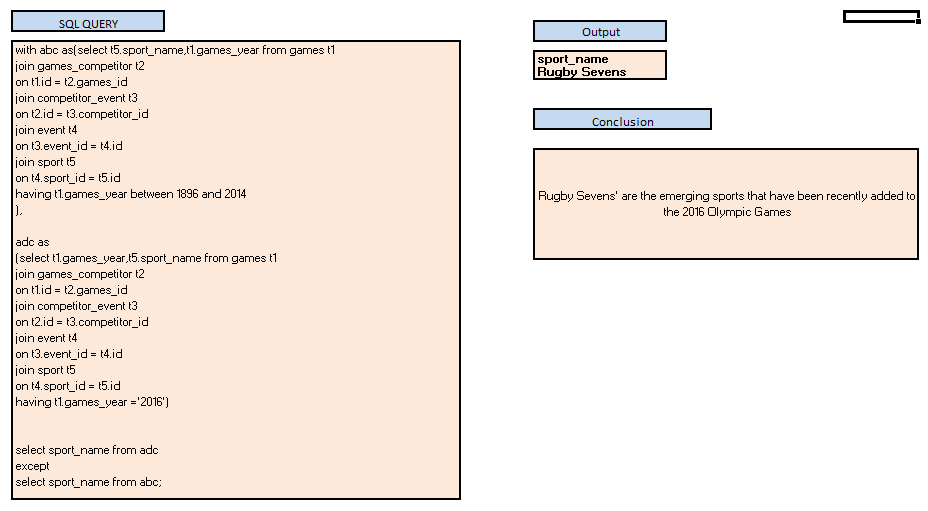 SQL QUERY
with abc as(select t5.sport_name,t1.games_year from games t1
join games_competitor t2
on t1.id = t2.games_id
join competitor_event t3
on t2.id = t3.competitor_id
join event t4
on t3.event_id = t4.id
join sport t5
on t4.sport_id = t5.id
having t1.games_year between 1896 and 2014
),
adc as
(select t1.games_year,t5.sport_name from games t1
join games_competitor t2
on t1.id = t2.games_id
join competitor_event t3
on t2.id = t3.competitor_id
join event t4
on t3.event_id = t4.id
join sport t5
on t4.sport_id = t5.id
having t1.games_year ='2016')
select sport_name from adc
except
select sport_name from abc;
Output
sport_name
Rugby Sevens
Conclusion
Rugby Sevens' are the emerging sports that have been recently added to
the 2016 Olympic Games